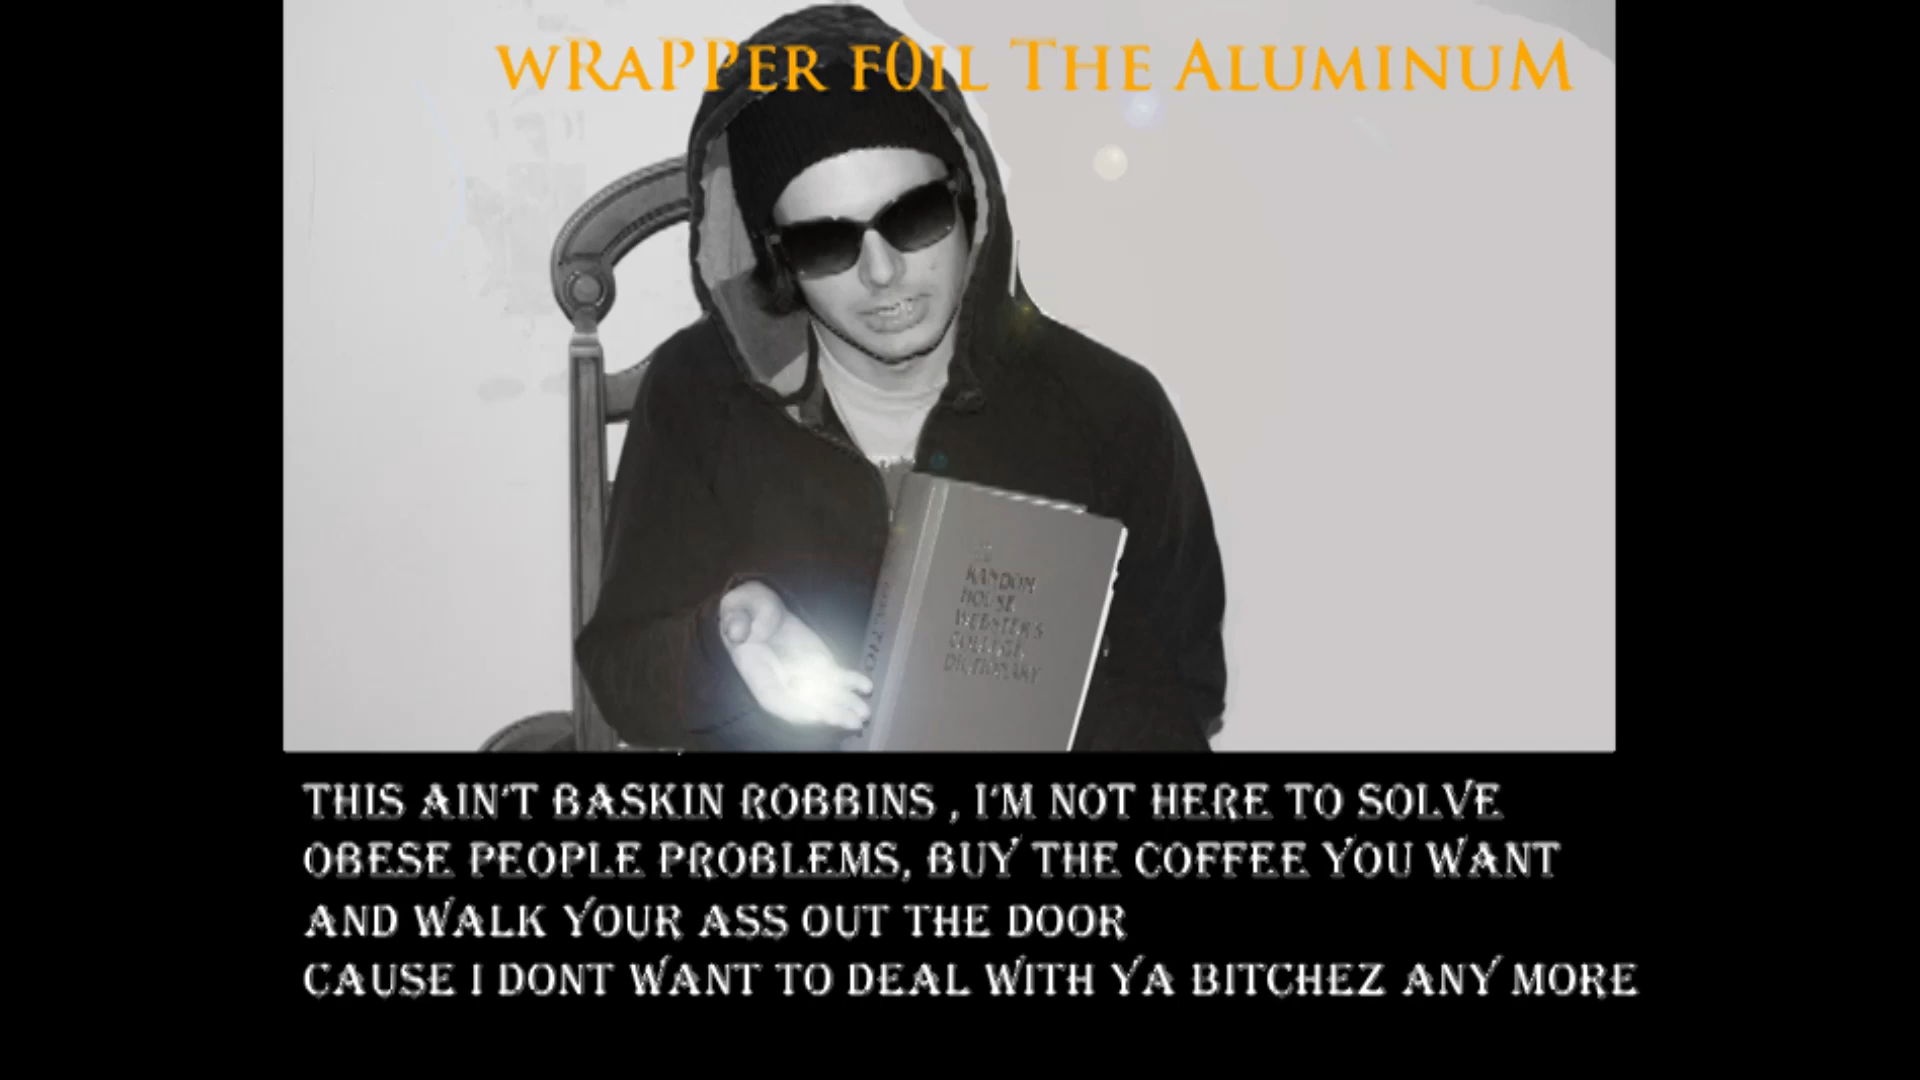 wRaPPer f0il The AluminuM
RANDOM
HOUSE
WEBSTER'S
COLLEGE
DICTIONARY
THIS AIN'T BASKIN ROBBINS , I'M NOT HERE TO SOLVE
OBESE PEOPLE PROBLEMS, BUY THE COFFEE YOU WANT
AND WALK YOUR ASS OUT THE DOOR
CAUSE I DONT WANT TO DEAL WITH YA BITCHEZ ANY MORE